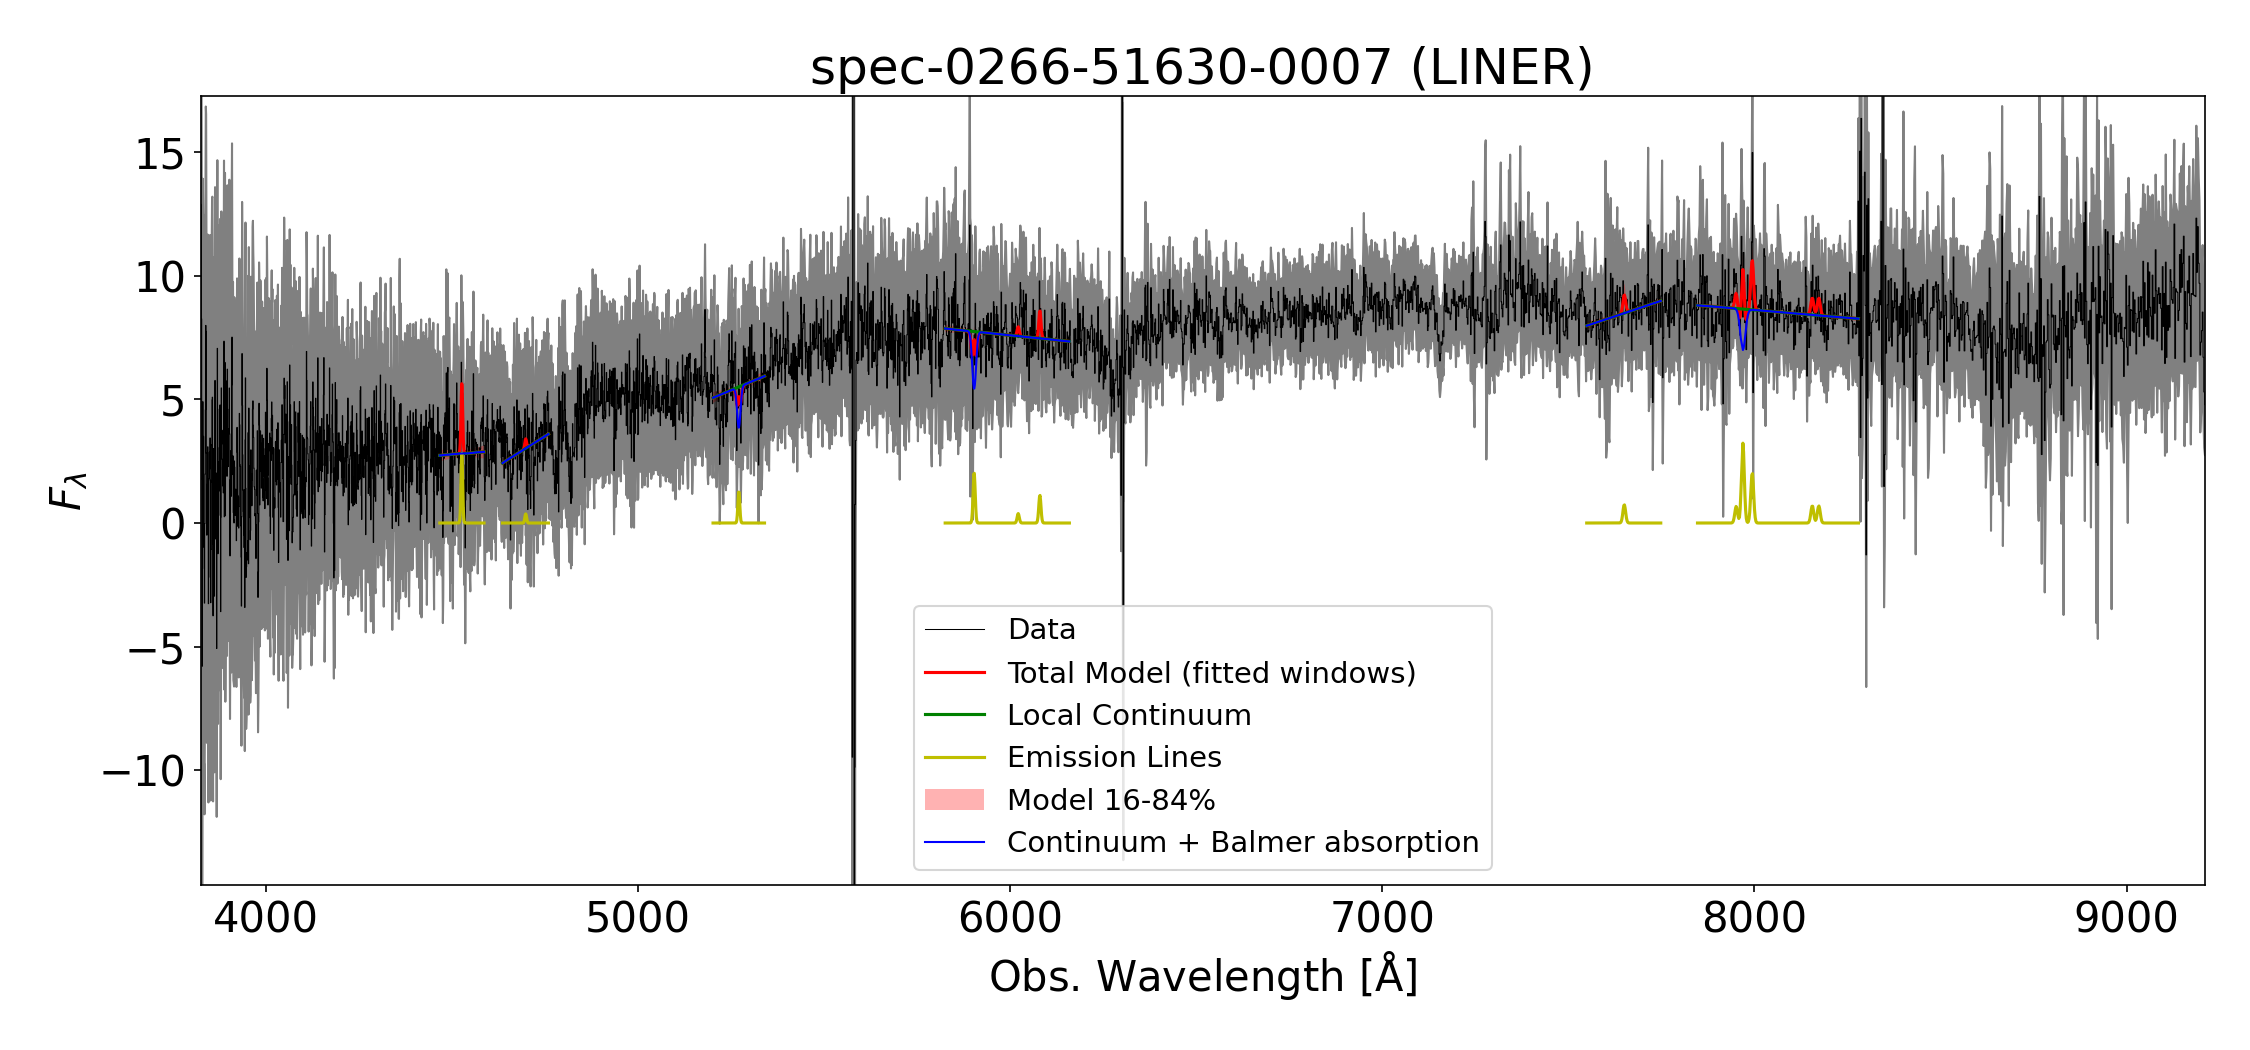 spec-0266-51630-0007 (LINER)
15
10
5
0
−5
−10
Fλ
Data
Total Model (fitted windows)
Local Continuum
Emission Lines
Model 16-84%
Continuum + Balmer absorption
4000 5000 6000 7000 8000 9000
Obs. Wavelength [Å]